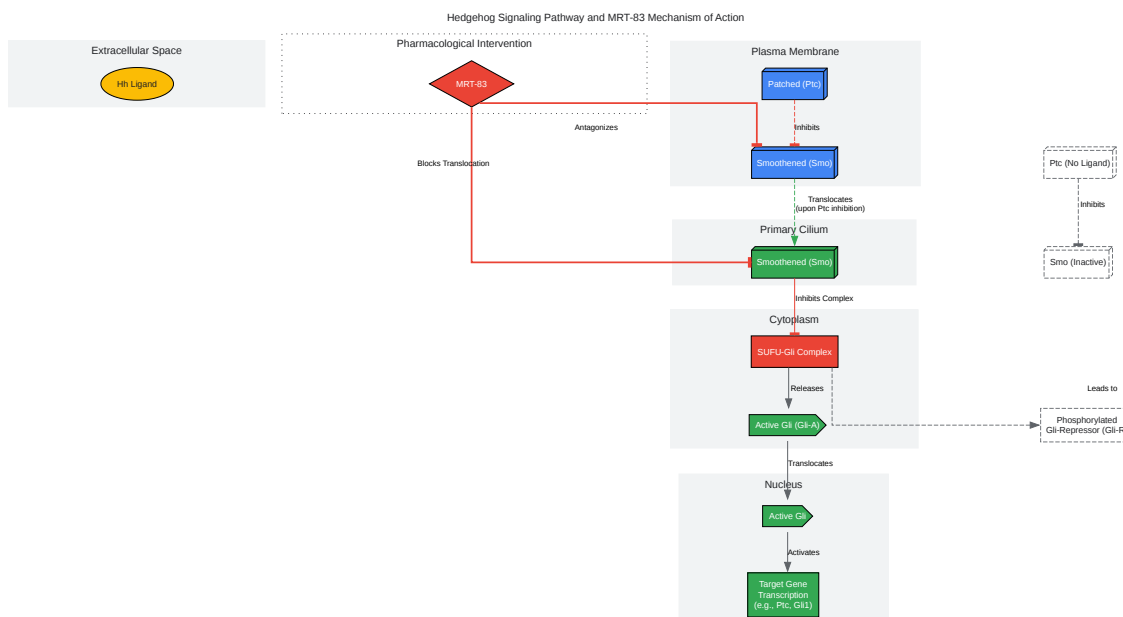 Hedgehog Signaling Pathway and MRT-83 Mechanism of Action
Extracellular Space
Hh Ligand
Pharmacological Intervention
MRT-83
Plasma Membrane
Patched (Ptc)
Antagonizes
Inhibits
Blocks Translocation
Smoothened (Smo)
Ptc (No Ligand)
Translocates
(upon Ptc inhibition)
Inhibits
Primary Cilium
Smoothened (Smo)
Smo (Inactive)
Inhibits Complex
Cytoplasm
SUFU-Gli Complex
Releases
Leads to
Active Gli (Gli-A)
Phosphorylated
Gli-Repressor (Gli-R
Translocates
Nucleus
Active Gli
Activates
Target Gene
Transcription
(e.g., Ptc, Gli1)